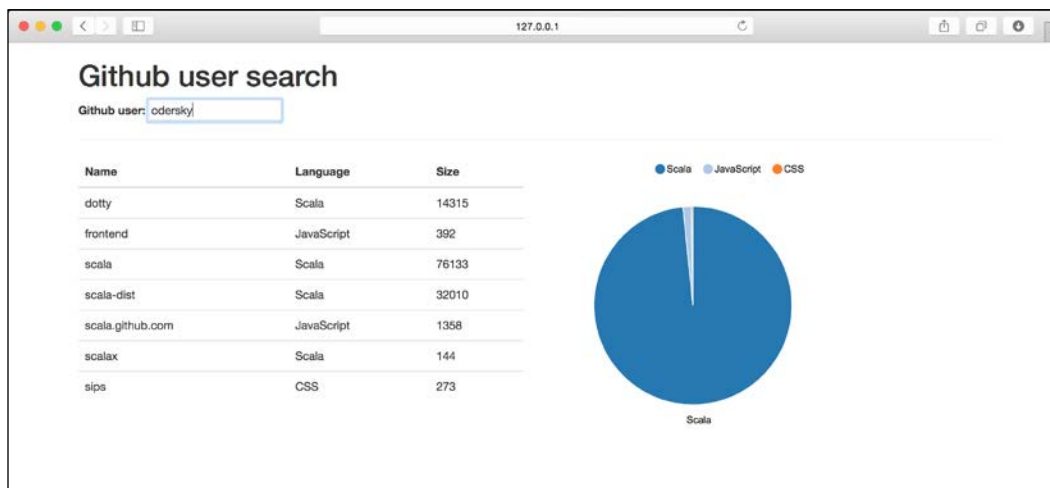 127.0.0.1
Github user search
Github user: odersky
Name Language Size
dotty Scala 14315
frontend JavaScript 392
scala Scala 76133
scala-dist Scala 32010
scala.github.com JavaScript 1358
scalax Scala 144
sips CSS 273
Scala JavaScript CSS
Scala